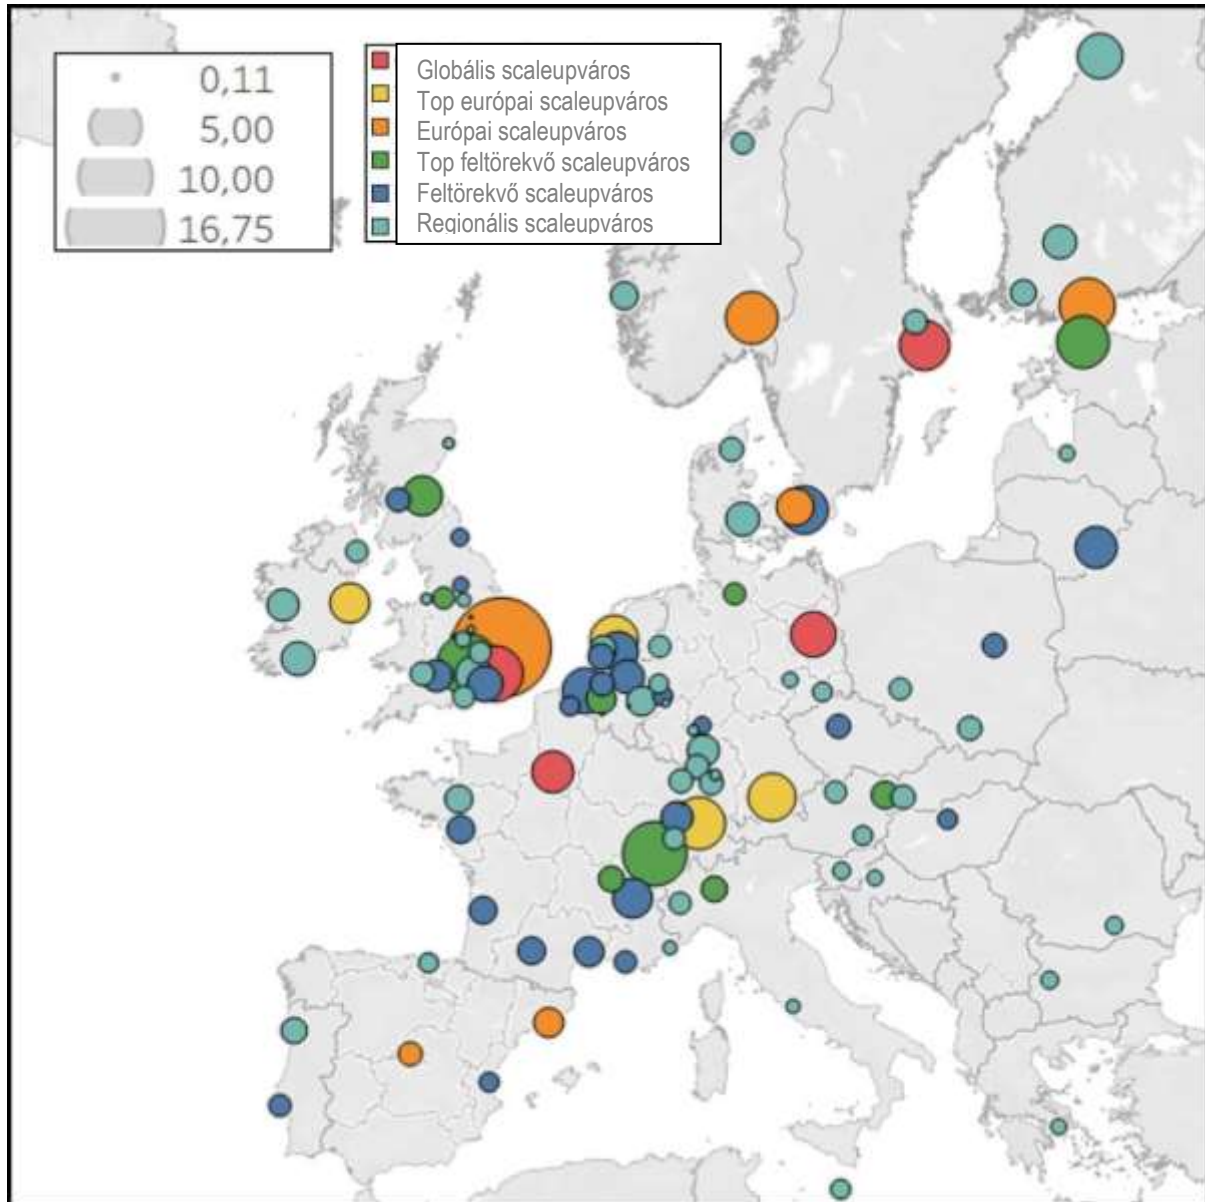 0,11
5,00
10,00
16,75
Globális scaleupváros
Top európai scaleupváros
Európai scaleupváros
Top feltörekvő scaleupváros
Feltörekvő scaleupváros
Regionális scaleupváros